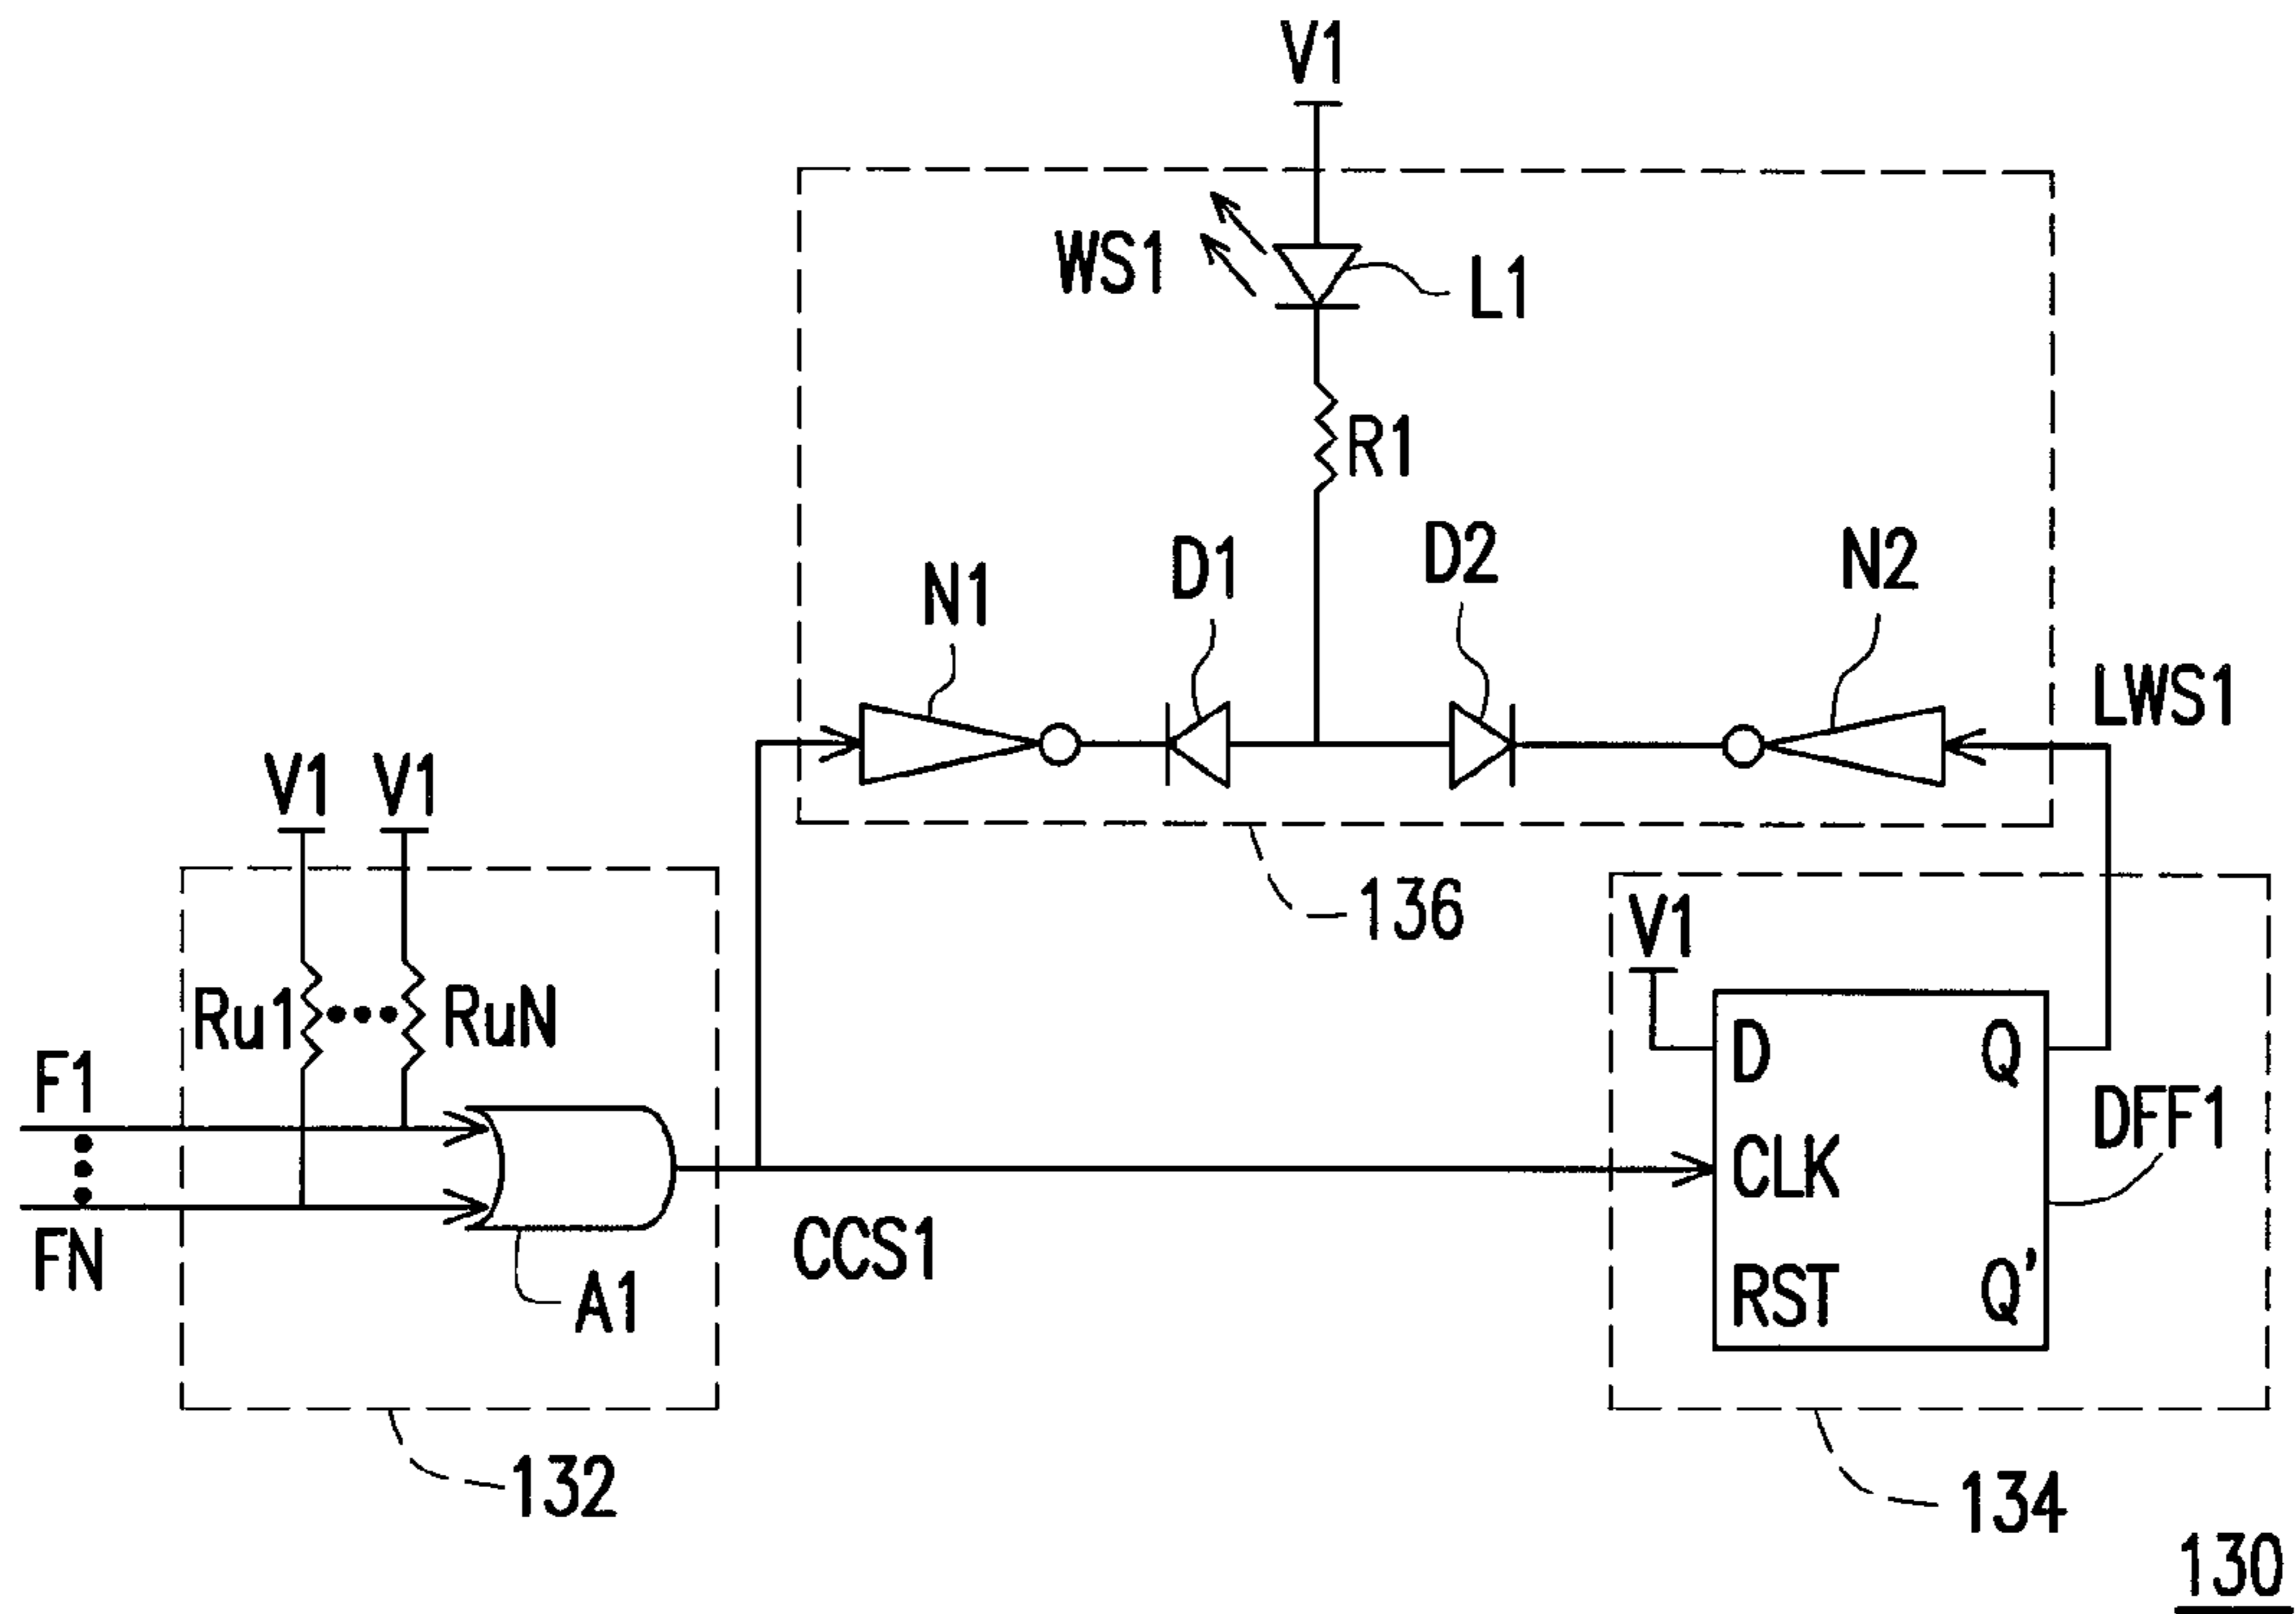 V1
WS1
L1
R1
N1
D1
D2
N2
LWS1
V1 V1
136
V1
Ru1
RuN
D
Q
F1
DFF1
CLK
FN
CCS1
A1
RST
Q'
132
134
130